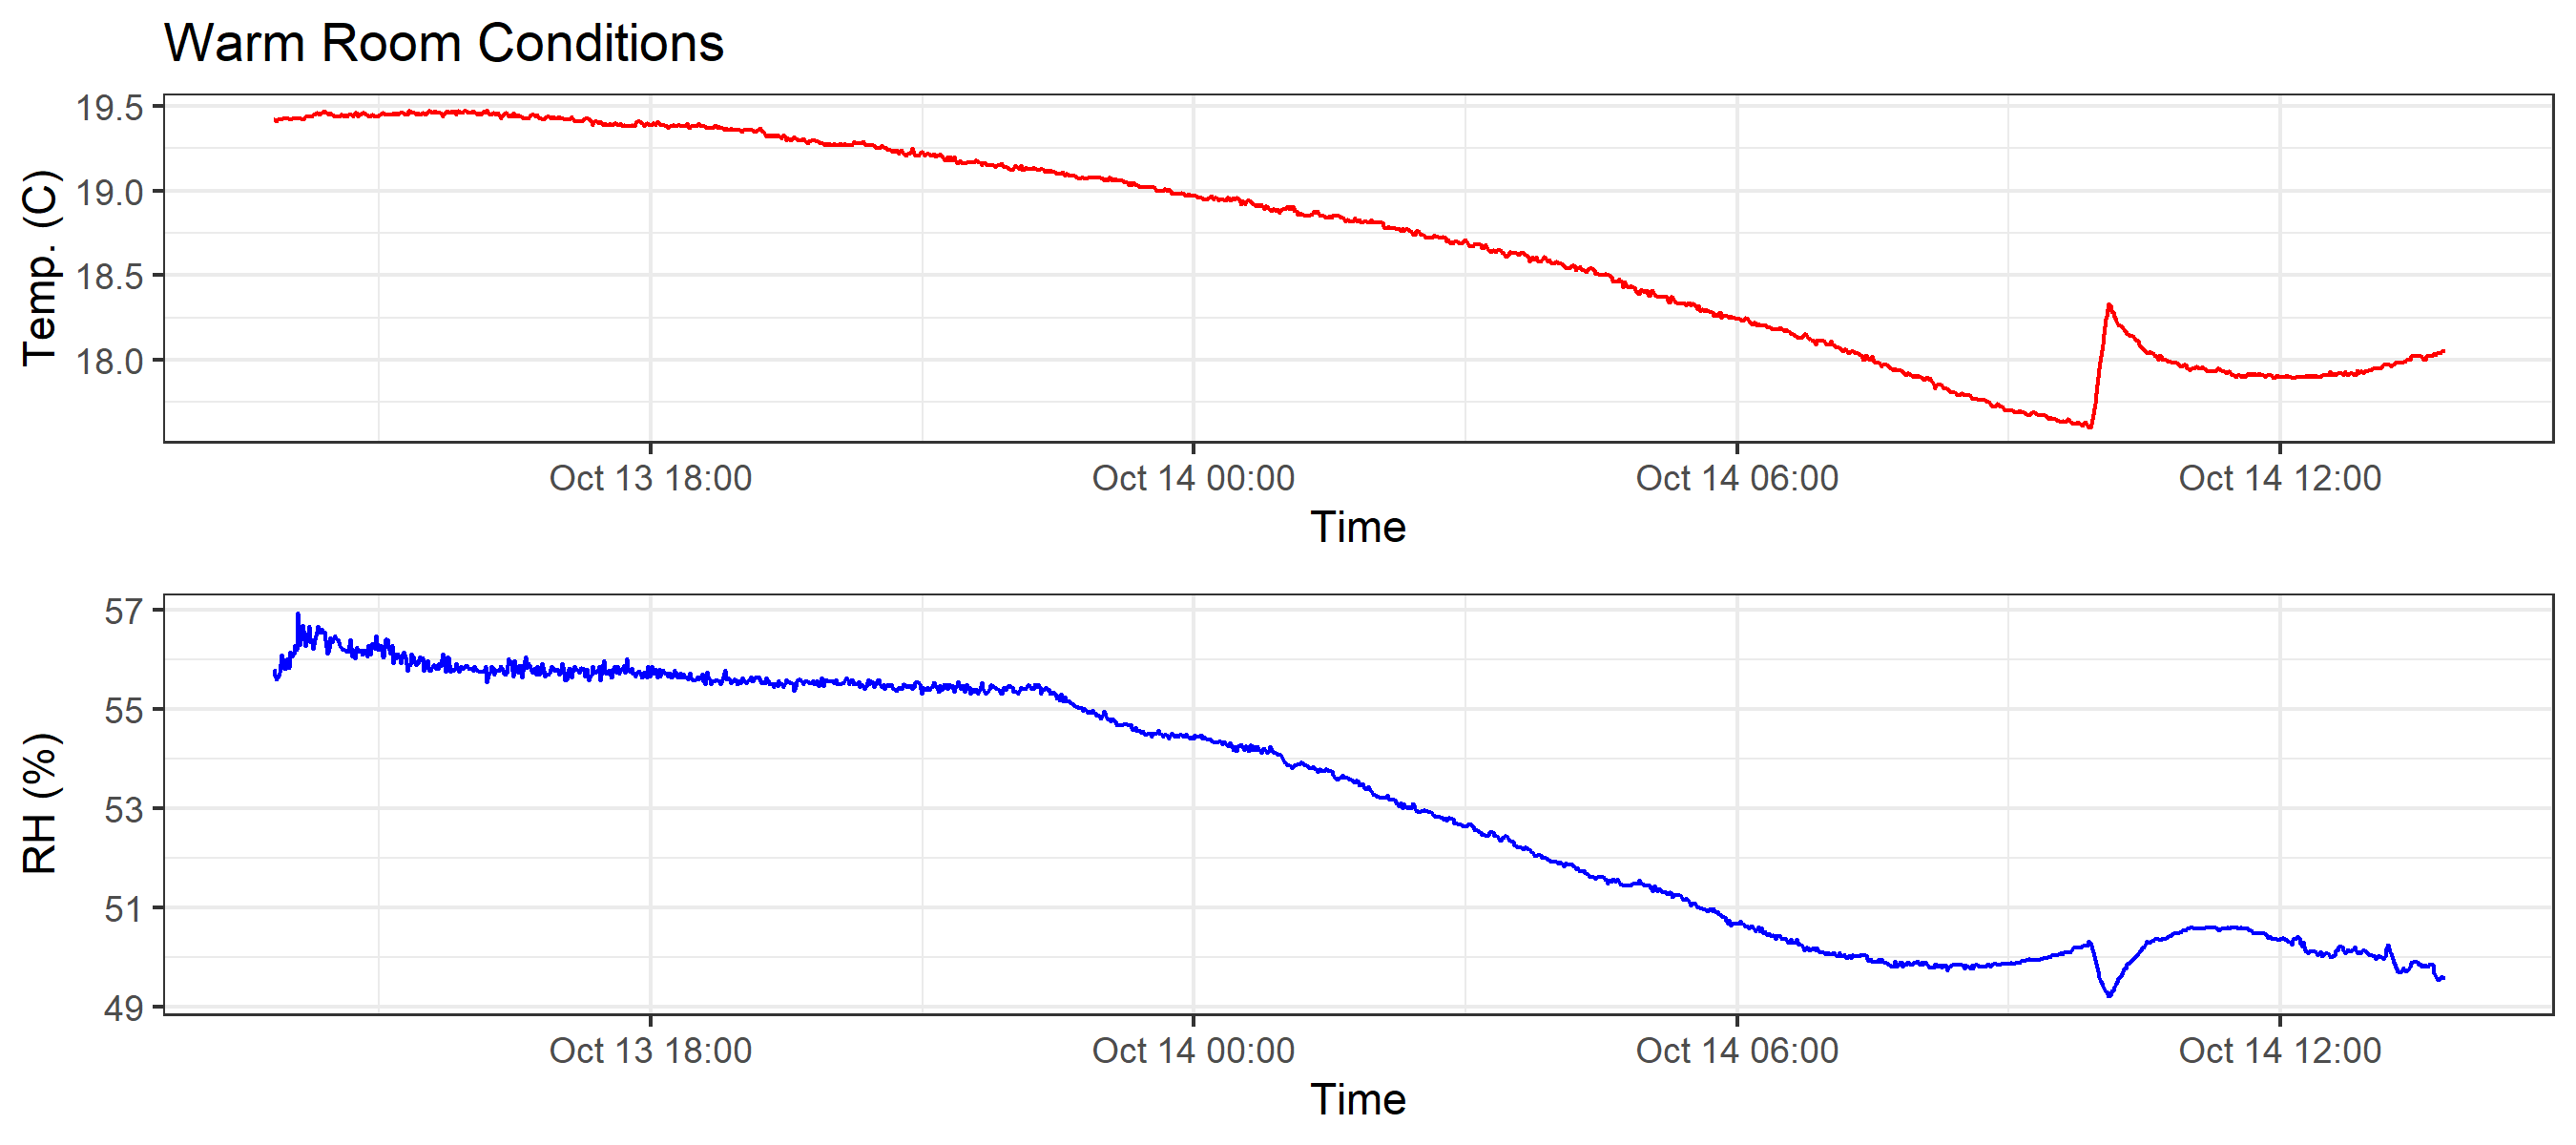 Warm Room Conditions
Temp. (C)
19.5
19.0
18.5
18.0
Oct 13 18:00 Oct 14 00:00 Oct 14 06:00 Oct 14 12:00
Time
RH (%)
57
55
53
51
49
Oct 13 18:00 Oct 14 00:00 Oct 14 06:00 Oct 14 12:00
Time